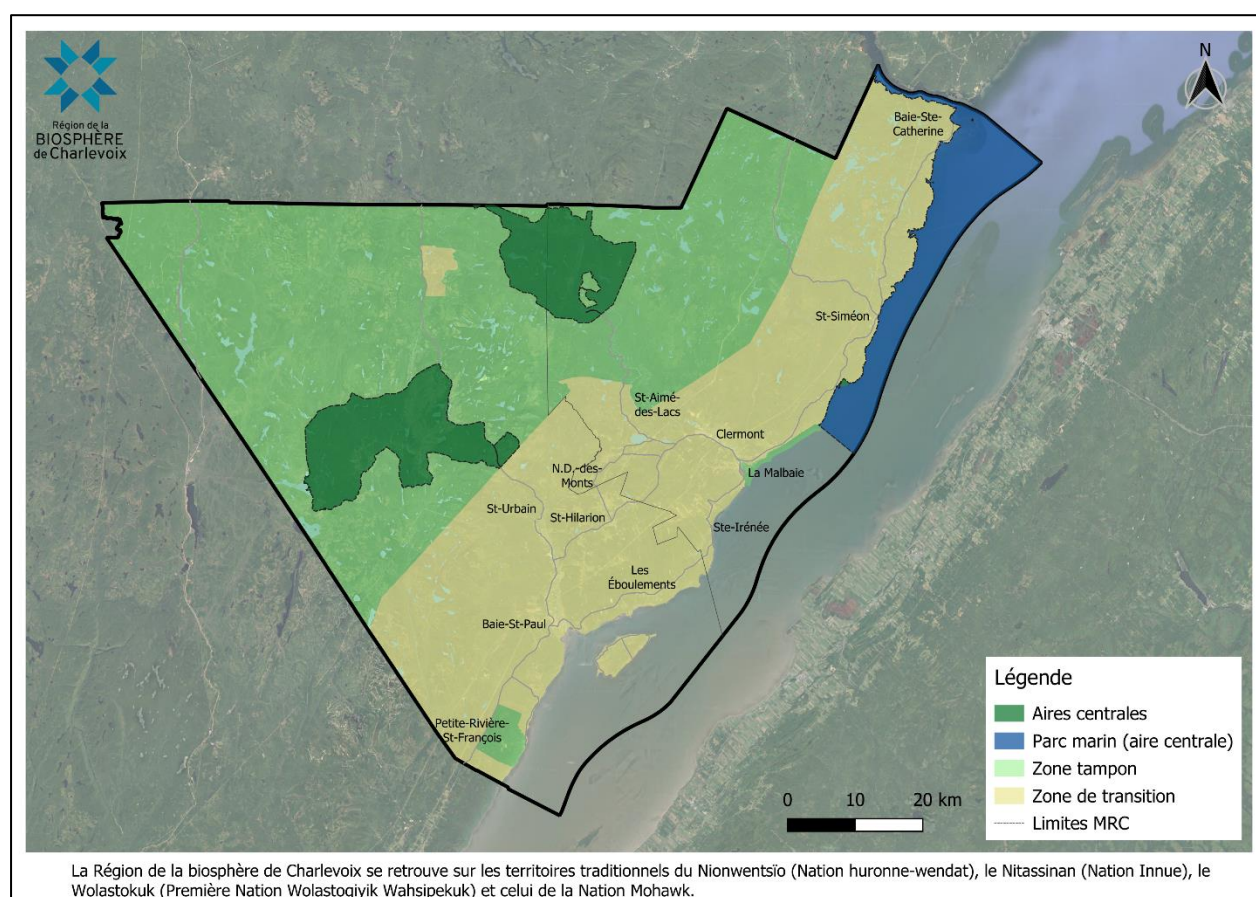 Région de la
BIOSPHÈRE
de Charlevoix
N
Baie-Ste-
Catherine
St-Siméon
St-Aimé-
des-Lacs
Clermont
La Malbaie
N.D.-des-
Monts
St-Urbain
St-Hilarion
Ste-Irénée
Les
Éboulements
Baie-St-Paul
Petite-Rivière-
St-François
Légende
Aires centrales
Parc marin (aire centrale)
Zone tampon
Zone de transition
Limites MRC
0 10 20 km
La Région de la biosphère de Charlevoix se retrouve sur les territoires traditionnels du Nionwentsïo (Nation huronne-wendat), le Nitassinan (Nation Innue), le
Wolastokuk (Première Nation Wolastoqiyik Wahsipekuk) et celui de la Nation Mohawk.